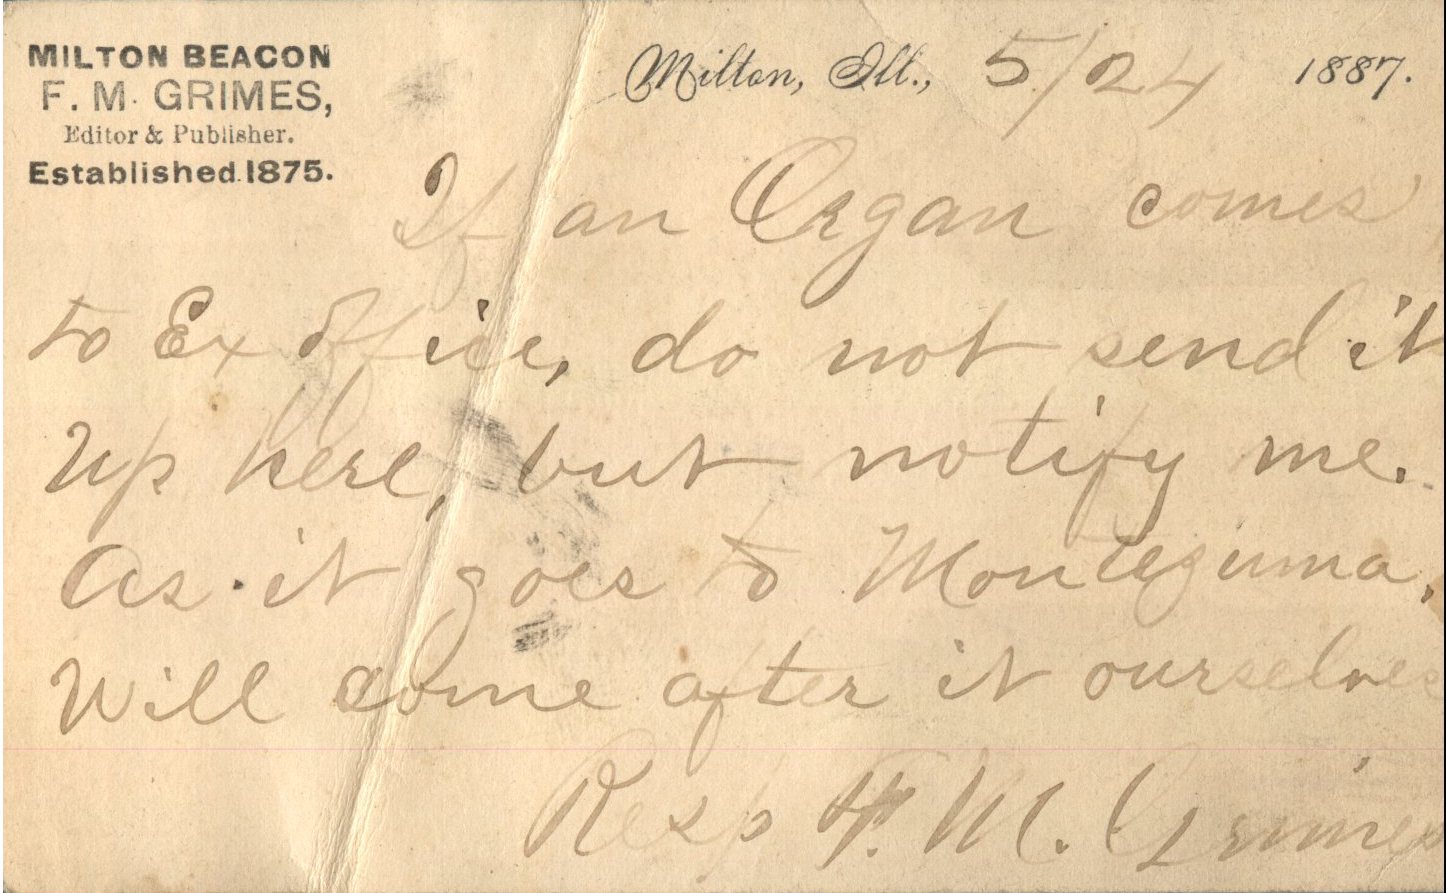 MILTON BEACON
F. M. GRIMES,
Editor & Publisher.
Established 1875.
Milton, Ill., 5/24 1887.
If an Organ comes
to Ex office, do not send it
up here, but notify me.
As it goes to Montezuma,
Will come after it ourselves
Resp F. M. Grimes